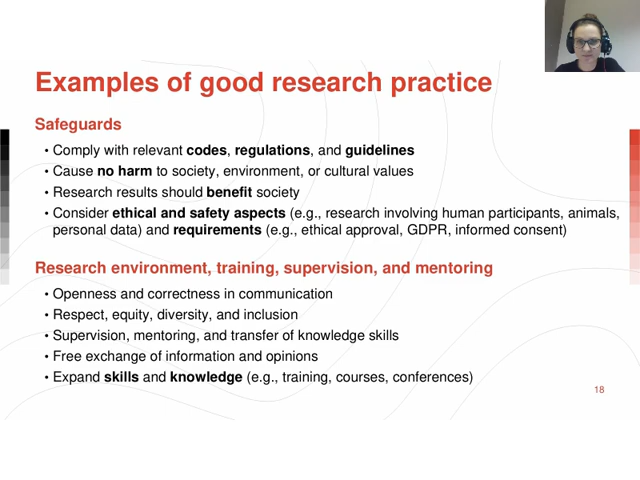 Examples of good research practice
Safeguards
• Comply with relevant codes, regulations, and guidelines
• Cause no harm to society, environment, or cultural values
• Research results should benefit society
• Consider ethical and safety aspects (e.g., research involving human participants, animals,
personal data) and requirements (e.g., ethical approval, GDPR, informed consent)
Research environment, training, supervision, and mentoring
• Openness and correctness in communication
• Respect, equity, diversity, and inclusion
• Supervision, mentoring, and transfer of knowledge skills
• Free exchange of information and opinions
• Expand skills and knowledge (e.g., training, courses, conferences)
18